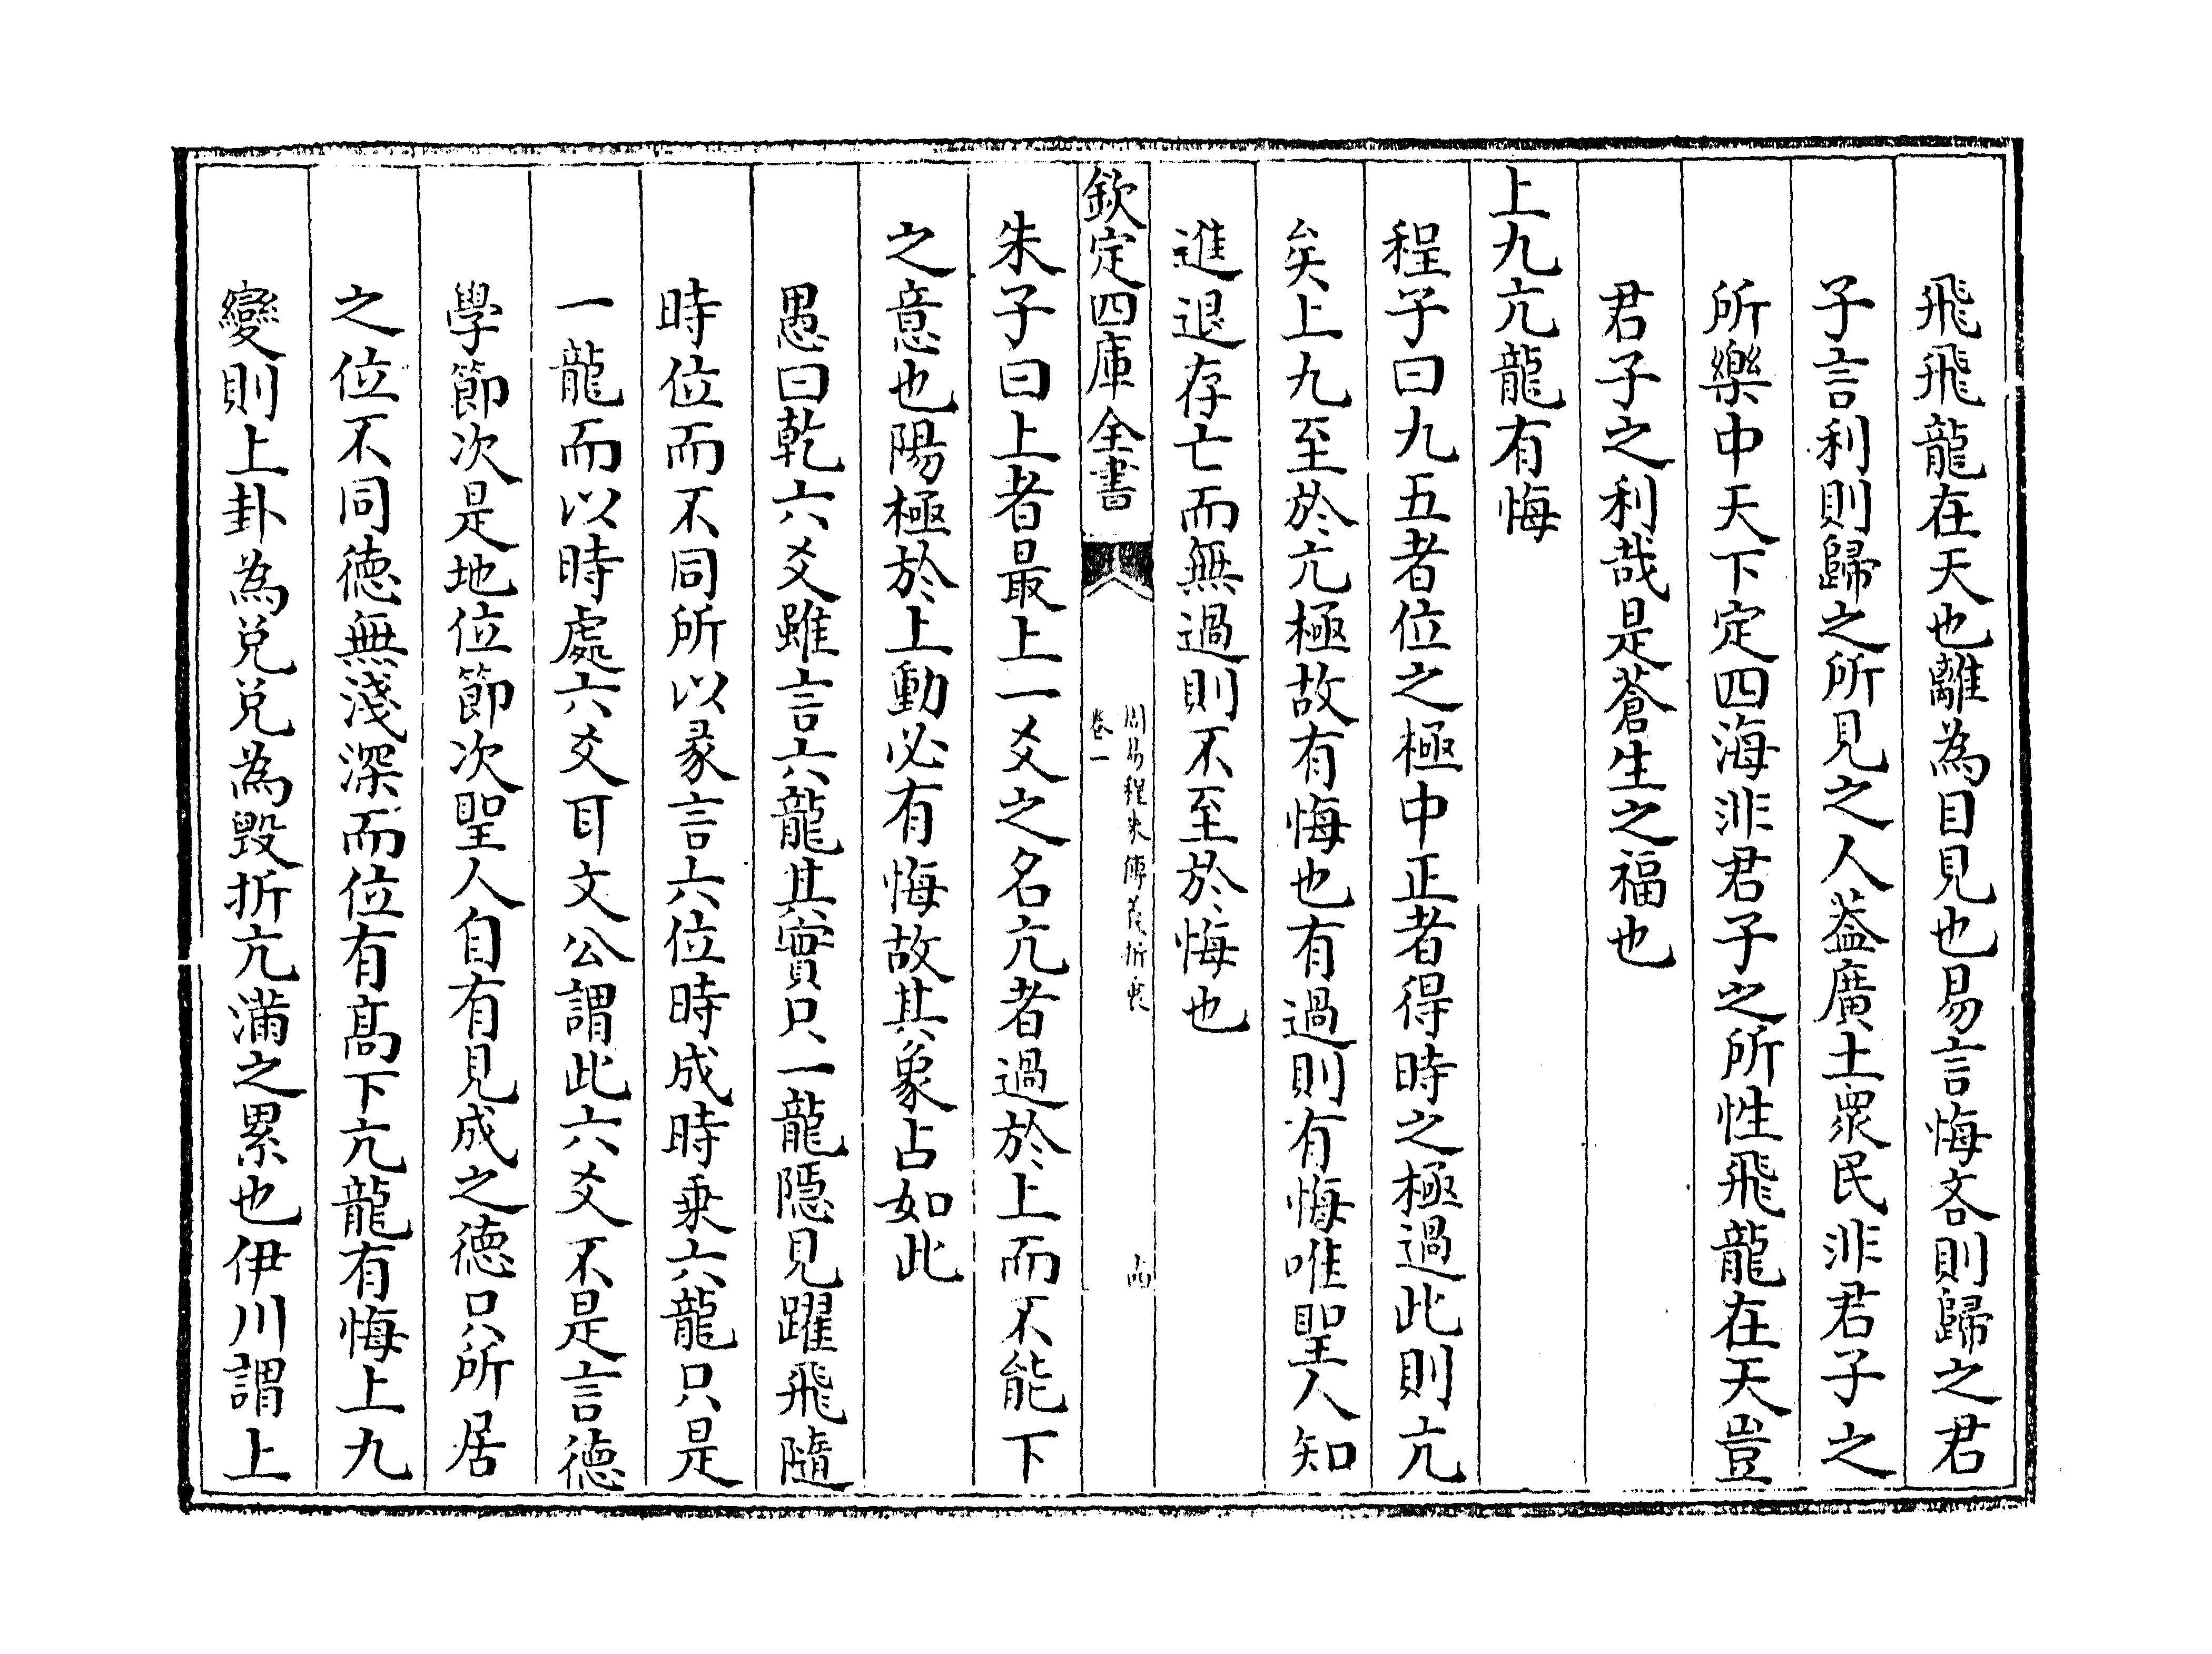 飛飛龍在天也離為目見也易言悔吝則歸之君
子言利則歸之所見之人葢廣土衆民非君子之
所樂中天下定四海非君子之所性飛龍在天豈
君子之利哉是蒼生之福也
上九亢龍有悔
程子曰九五者位之極中正者得時之極過此則亢
矣上九至於亢極故有悔也有過則有悔唯聖人知
進退存亡而無過則不至於悔也
欽定四庫全書
周易程朱傳義折衷
卷一
十四
朱子曰上者最上一爻之名亢者過於上而不能下
之意也陽極於上動必有悔故其象占如此
愚曰乾六爻雖言六龍其實只一龍隠見躍飛隨
時位而不同所以彖言六位時成時乗六龍只是
一龍而以時處六爻耳文公謂此六爻不是言徳
學節次是地位節次聖人自有見成之徳只所居
之位不同徳無淺深而位有髙下亢龍有悔上九
變則上卦為兑兑為毁折亢滿之累也伊川謂上